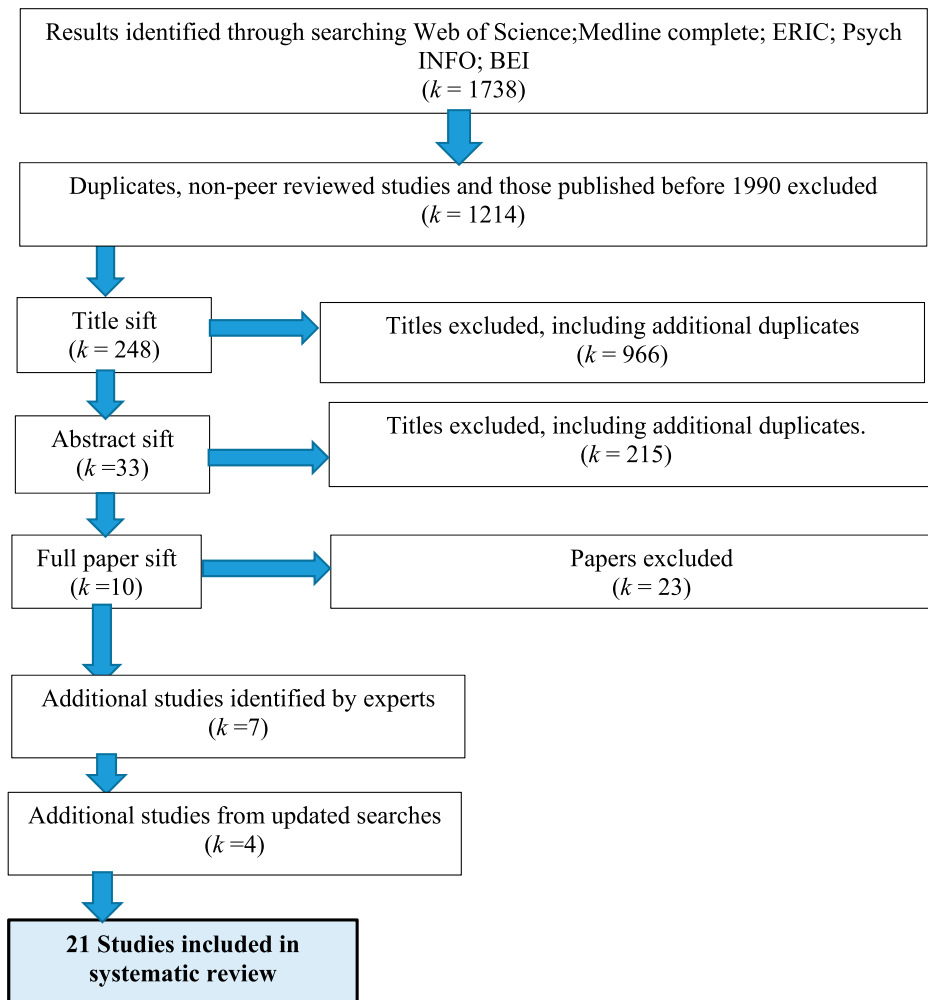 Results identified through searching Web of Science;Medline complete; ERIC; Psych
INFO; BEI
(k = 1738)
Duplicates, non-peer reviewed studies and those published before 1990 excluded
(k = 1214)
Title sift
(k = 248)
Titles excluded, including additional duplicates
(k = 966)
Abstract sift
(k =33)
Titles excluded, including additional duplicates.
(k = 215)
Full paper sift
(k =10)
Papers excluded
(k = 23)
Additional studies identified by experts
(k =7)
Additional studies from updated searches
(k =4)
21 Studies included in
systematic review